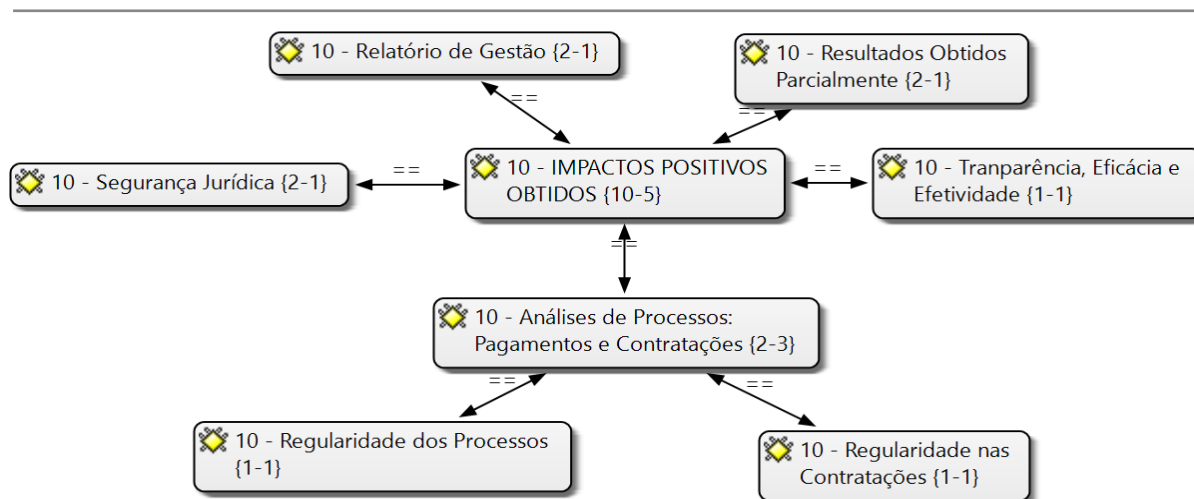 10 - Relatório de Gestão {2-1}
10 - Resultados Obtidos
Parcialmente {2-1}
==
==
10 - Segurança Jurídica {2-1}
==
10 - IMPACTOS POSITIVOS
OBTIDOS {10-5}
==
10 - Tranparência, Eficácia e
Efetividade {1-1}
==
10 - Análises de Processos:
Pagamentos e Contratações {2-3}
==
==
10 - Regularidade dos Processos
{1-1}
10 - Regularidade nas
Contratações {1-1}